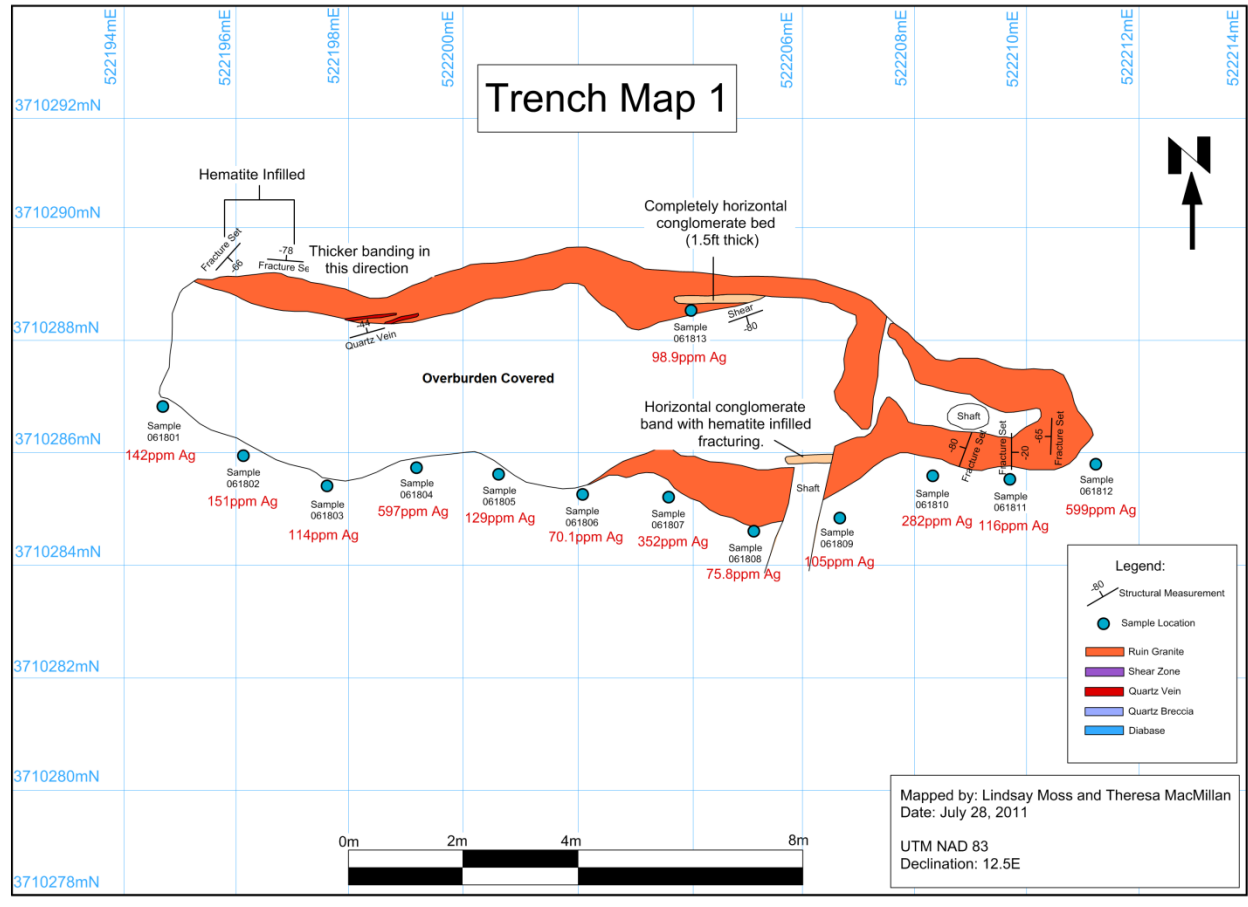 522194mE
522196mE
522198mE
522200mE
522206mE
522208mE
522210mE
522212mE
522214mE
Trench Map 1
3710292mN
3710290mN
3710288mN
3710286mN
3710284mN
3710282mN
3710280mN
3710278mN
N
Hematite Infilled
Fracture Set
-66
-78
Fracture Se
Thicker banding in
this direction
Completely horizontal
conglomerate bed
(1.5ft thick)
-44
Quartz Vein
Shear
-80
Sample
061813
98.9ppm Ag
Overburden Covered
Horizontal conglomerate
band with hematite infilled
fracturing.
Shaft
Shaft
-80
Fracture Set
Fracture Set
-20
-65
Fracture Set
Sample
061801
142ppm Ag
Sample
061802
151ppm Ag
Sample
061803
114ppm Ag
Sample
061804
597ppm Ag
Sample
061805
129ppm Ag
Sample
061806
70.1ppm Ag
Sample
061807
352ppm Ag
Sample
061808
75.8ppm Ag
Sample
061809
105ppm Ag
Sample
061810
282ppm Ag
Sample
061811
116ppm Ag
Sample
061812
599ppm Ag
Legend:
-80
Structural Measurement
Sample Location
Ruin Granite
Shear Zone
Quartz Vein
Quartz Breccia
Diabase
0m
2m
4m
8m
Mapped by: Lindsay Moss and Theresa MacMillan
Date: July 28, 2011
UTM NAD 83
Declination: 12.5E